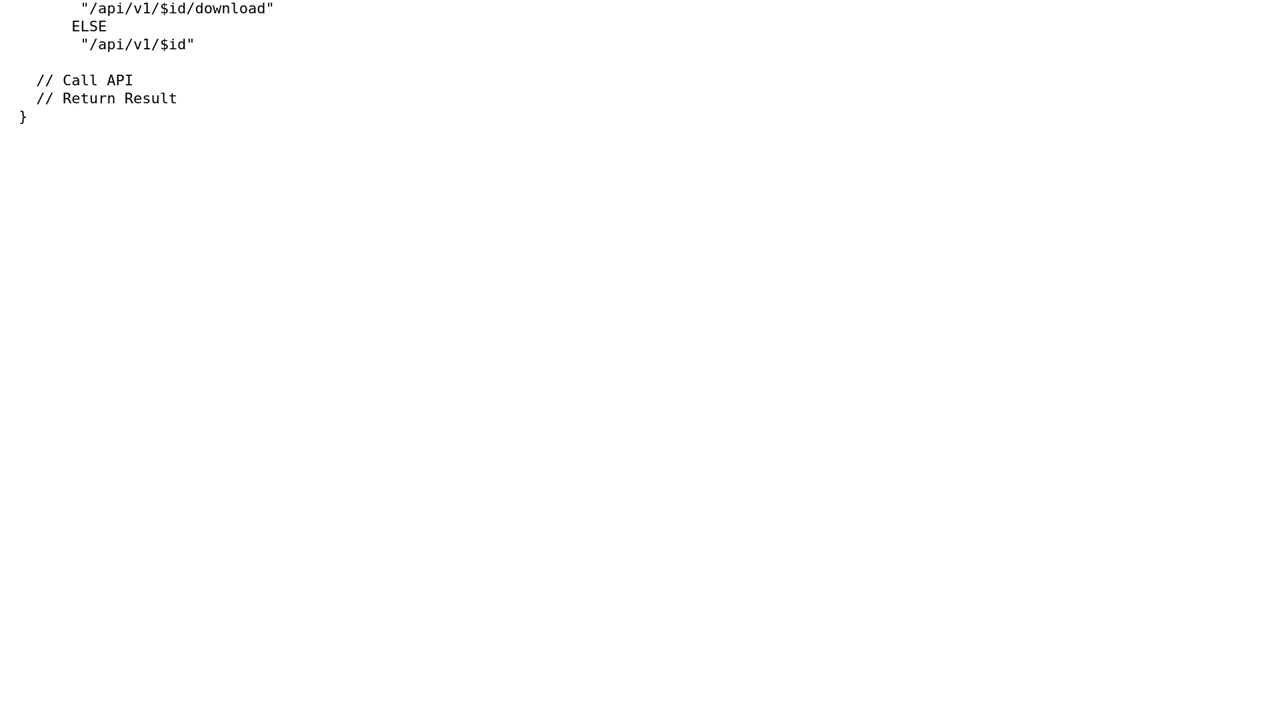 "/api/v1/$id/download"
ELSE
"/api/v1/$id"
// Call API
// Return Result
}